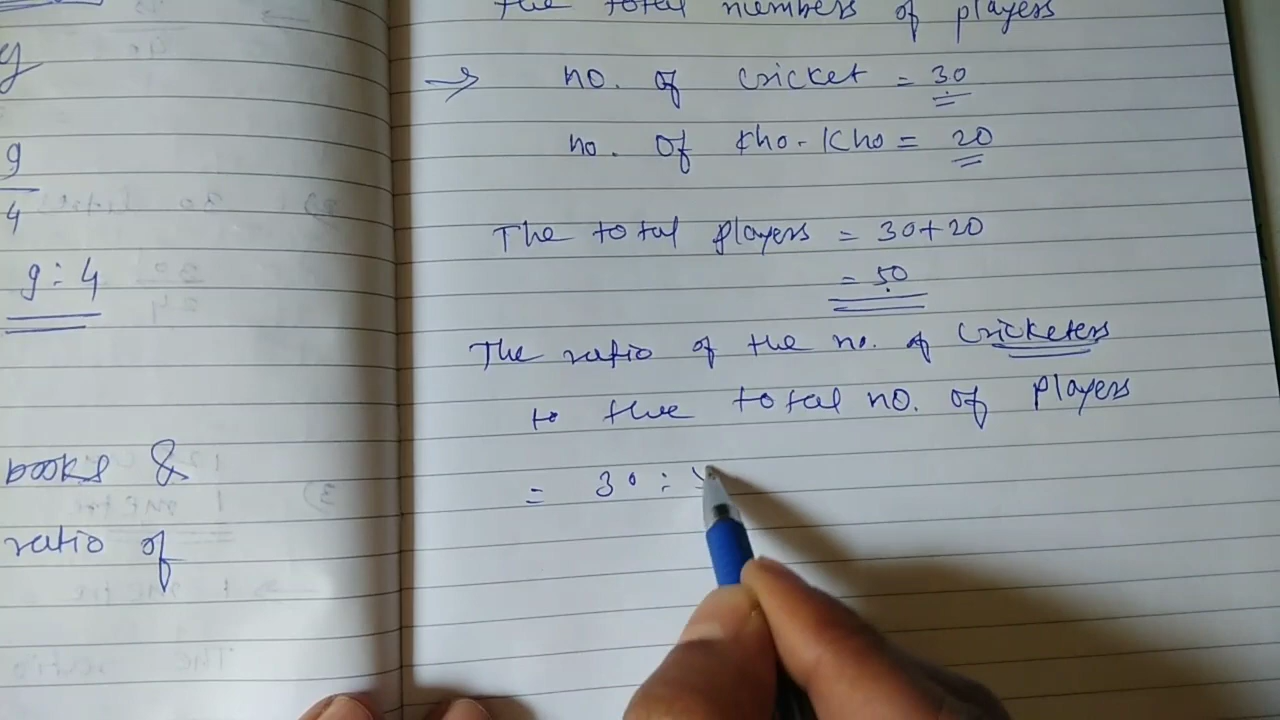 y
9
4
9 : 4
books &
ratio of
the total numbers of players
→ no. of cricket = 30
no. of Kho-Kho = 20
The total players = 30+20
= 50
The ratio of the no. of cricketers
to the total no. of players
= 30 :